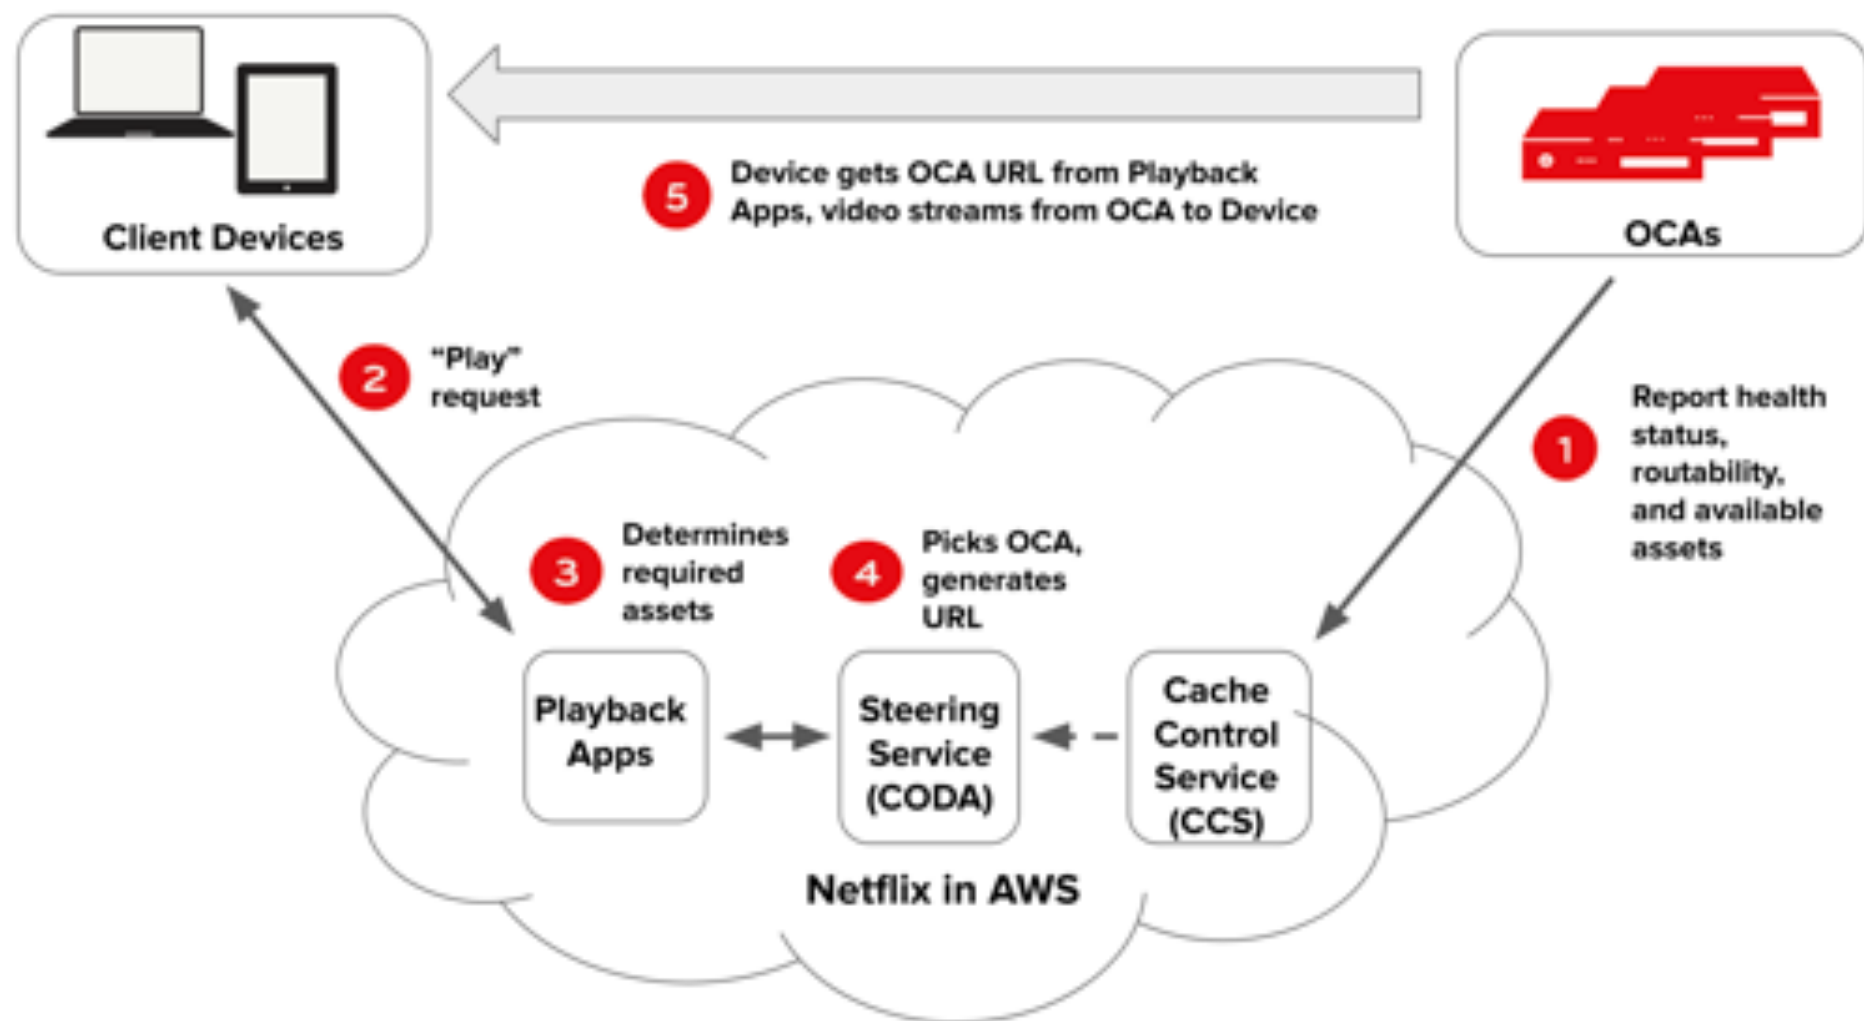 Client Devices
5
Device gets OCA URL from Playback
Apps, video streams from OCA to Device
OCAs
2
“Play”
request
1
Report health
status,
routability,
and available
assets
3
Determines
required
assets
4
Picks OCA,
generates
URL
Playback
Apps
Steering
Service
(CODA)
Cache
Control
Service
(CCS)
Netflix in AWS